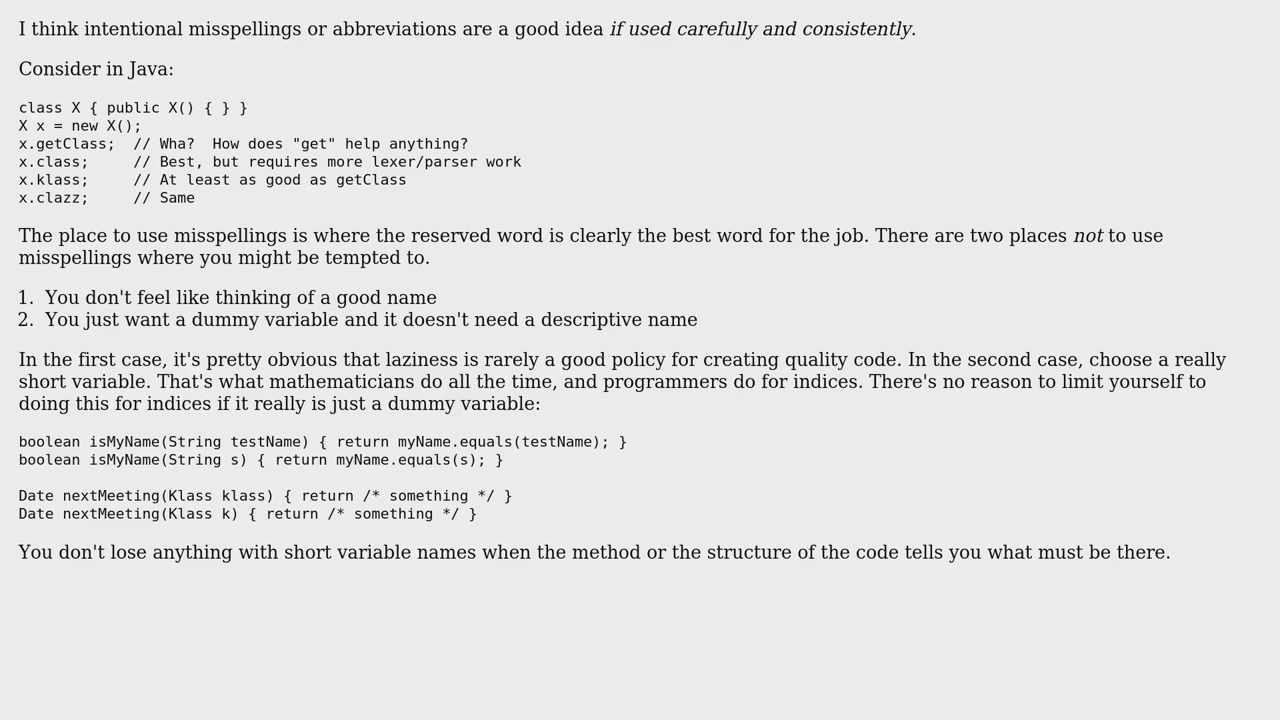 I think intentional misspellings or abbreviations are a good idea if used carefully and consistently.
Consider in Java:
class X { public X() { } }
X x = new X();
x.getClass;  // Wha?  How does "get" help anything?
x.class;     // Best, but requires more lexer/parser work
x.klass;     // At least as good as getClass
x.clazz;     // Same
The place to use misspellings is where the reserved word is clearly the best word for the job. There are two places not to use
misspellings where you might be tempted to.
1. You don't feel like thinking of a good name
2. You just want a dummy variable and it doesn't need a descriptive name
In the first case, it's pretty obvious that laziness is rarely a good policy for creating quality code. In the second case, choose a really
short variable. That's what mathematicians do all the time, and programmers do for indices. There's no reason to limit yourself to
doing this for indices if it really is just a dummy variable:
boolean isMyName(String testName) { return myName.equals(testName); }
boolean isMyName(String s) { return myName.equals(s); }
Date nextMeeting(Klass klass) { return /* something */ }
Date nextMeeting(Klass k) { return /* something */ }
You don't lose anything with short variable names when the method or the structure of the code tells you what must be there.